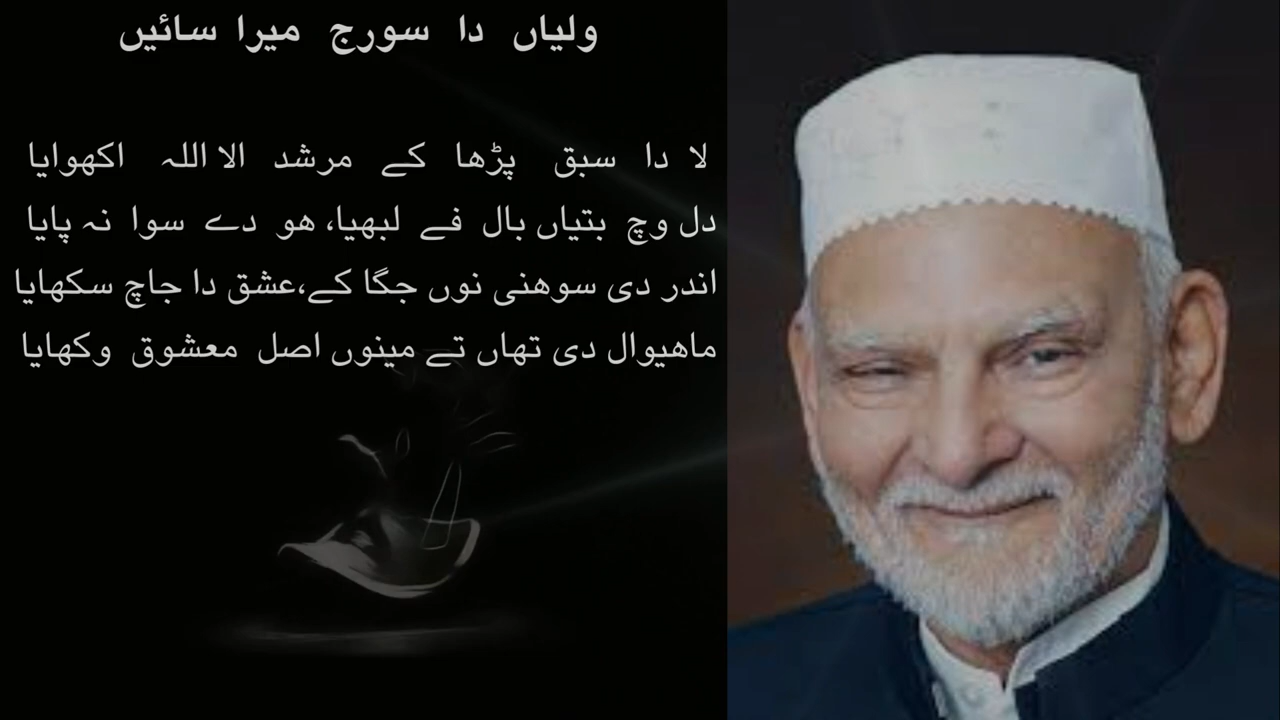 ولیاں دا سورج میرا سائیں
لا دا سبق پڑھا کے مرشد الا اللہ اکھوایا
دل وچ بتیاں بال فے لبھیا، ھو دے سوا نہ پایا
اندر دی سوھنی نوں جگا کے،عشق دا جاچ سکھایا
ماھیوال دی تھاں تے مینوں اصل معشوق وکھایا